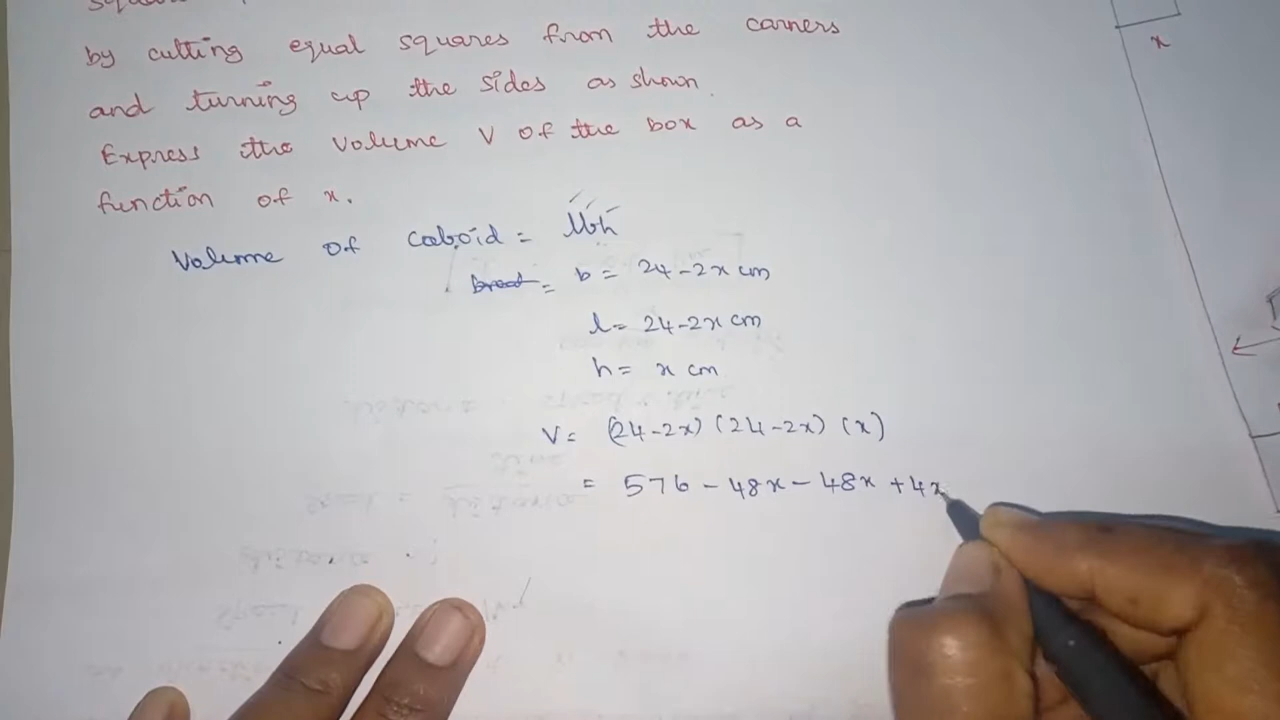 by cutting equal squares from the corners
and turning up the sides as shown.
Express the volume V of the box as a
function of x.
Volume of caboid = lbh
= b = 24-2x cm
l = 24-2x cm
h = x cm
V = (24-2x) (24-2x) (x)
= 576 - 48x - 48x + 4x
x